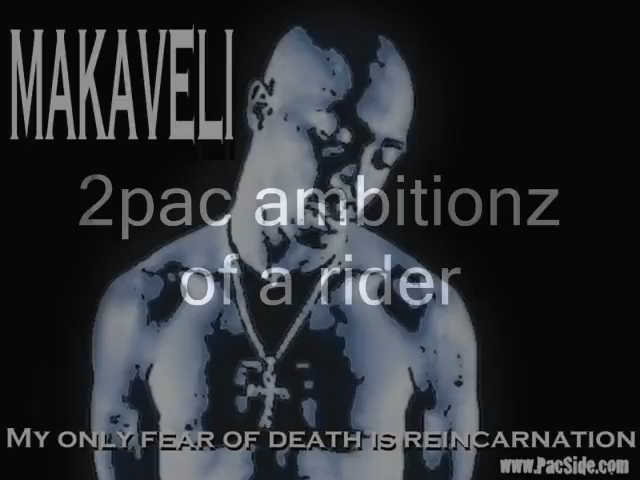 MAKAVELI
2pac ambitionz
of a rider
MY ONLY FEAR OF DEATH IS REINCARNATION
www.PacSide.com